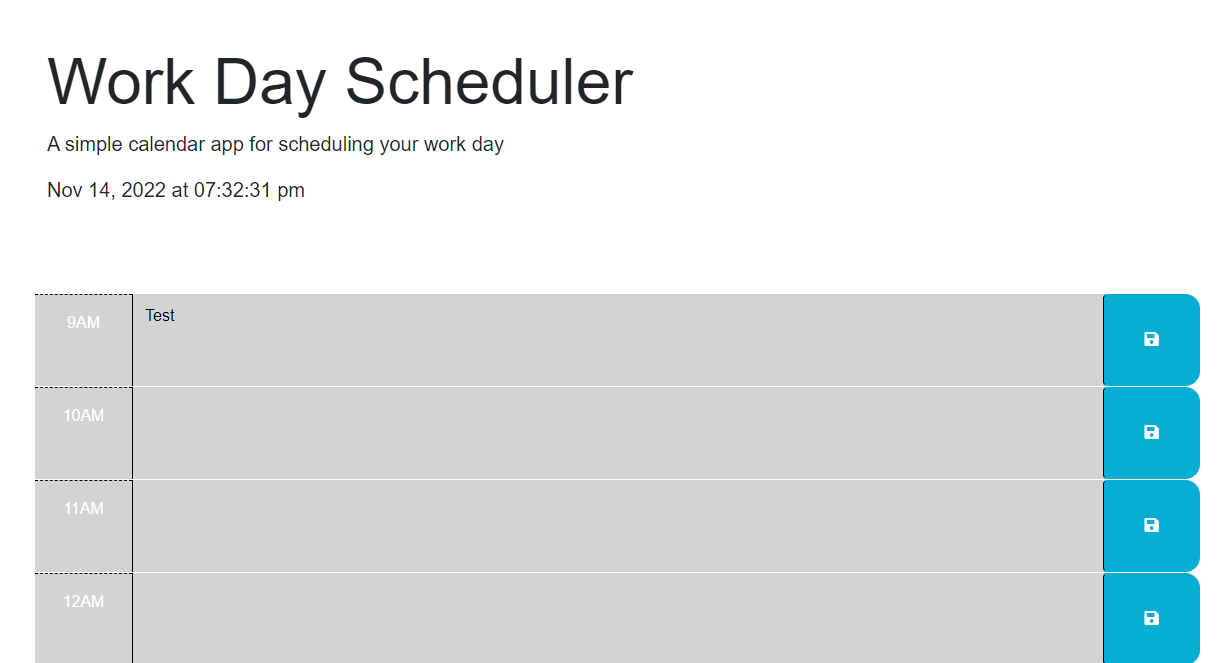 Work Day Scheduler
A simple calendar app for scheduling your work day
Nov 14, 2022 at 07:32:31 pm
9AM
Test
10AM
11AM
12AM